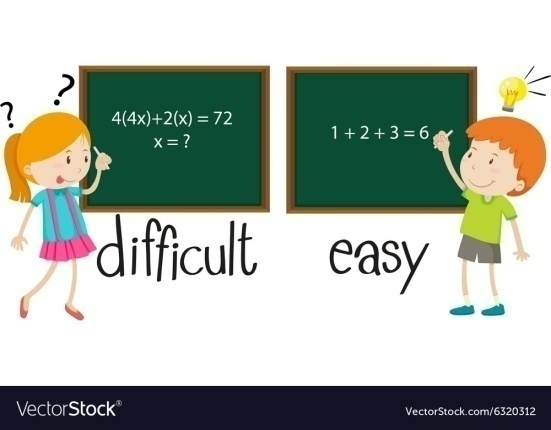 ? ?
4(4x)+2(x) = 72
x = ?
1 + 2 + 3 = 6
difficult
easy
VectorStock®
VectorStock.com/6320312